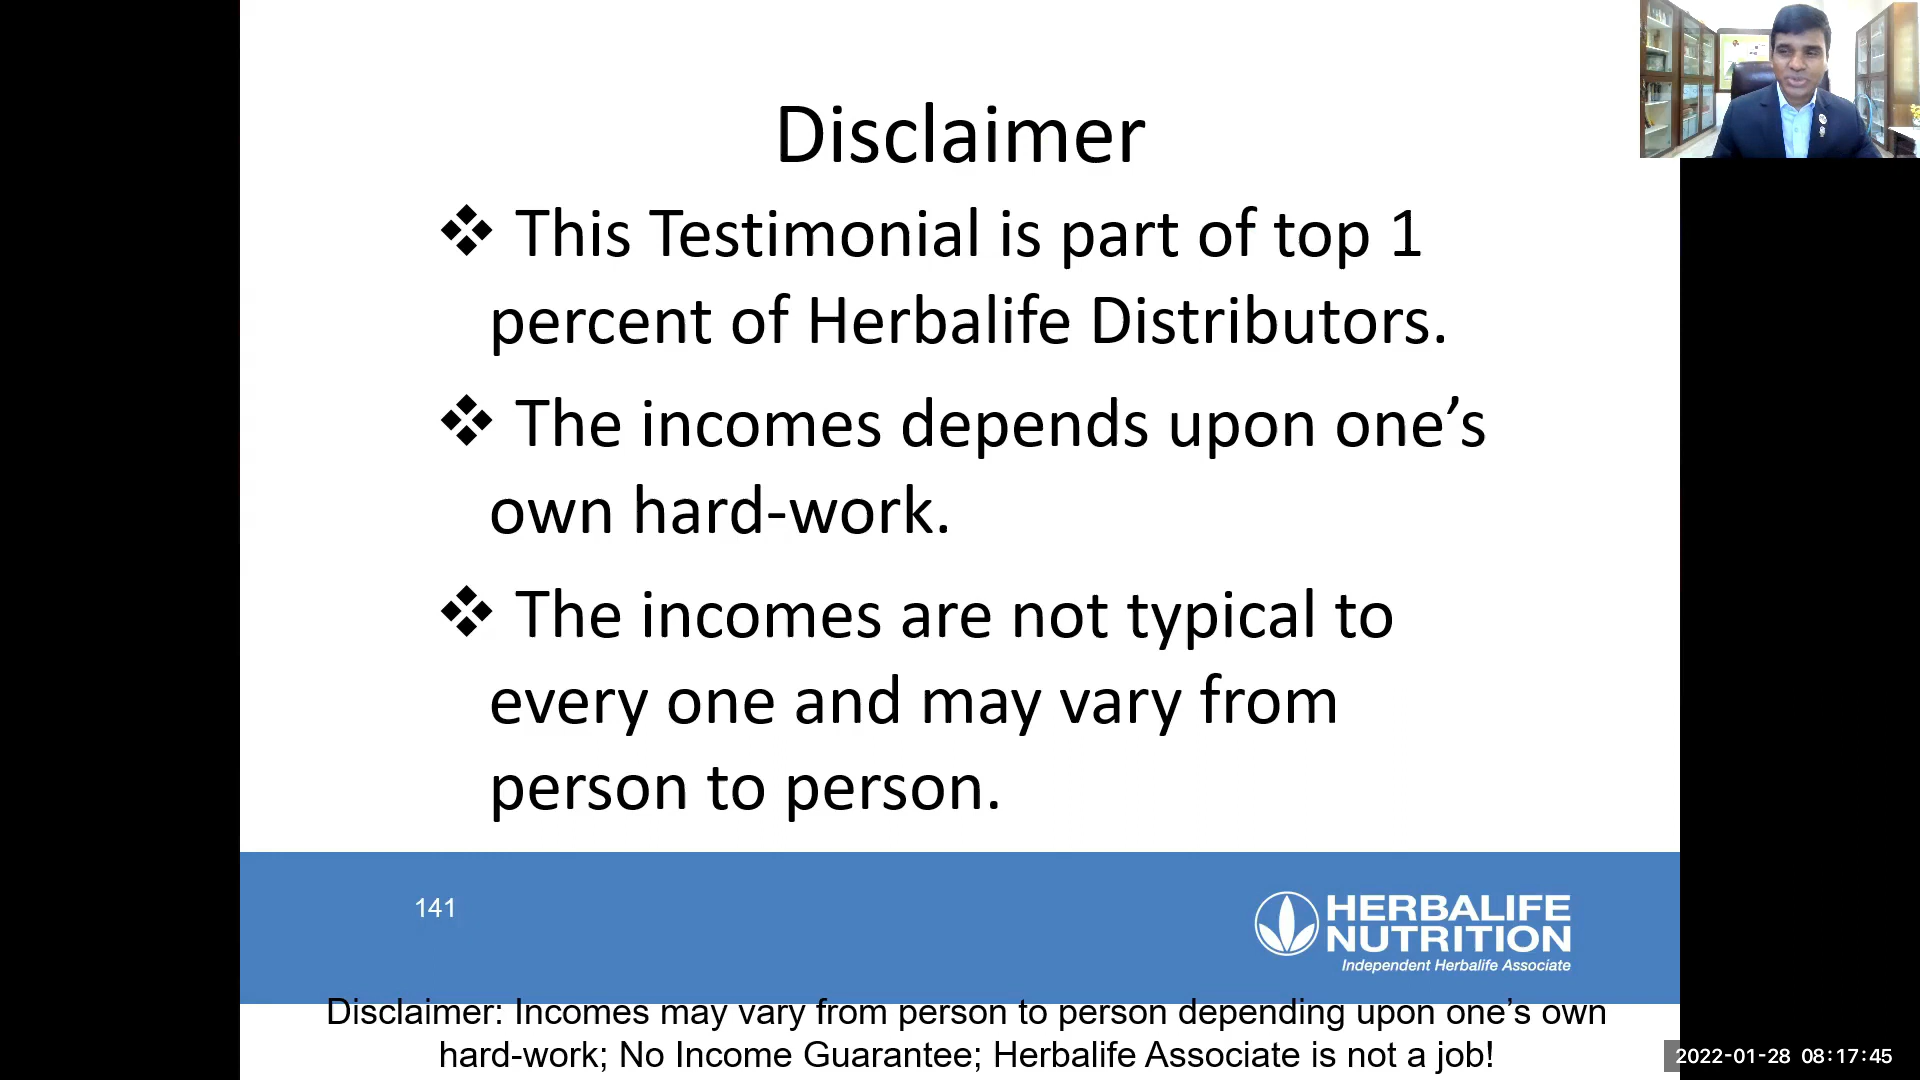 Disclaimer
❖ This Testimonial is part of top 1
percent of Herbalife Distributors.
❖ The incomes depends upon one’s
own hard-work.
❖ The incomes are not typical to
every one and may vary from
person to person.
141
HERBALIFE
NUTRITION
Independent Herbalife Associate
Disclaimer: Incomes may vary from person to person depending upon one’s own
hard-work; No Income Guarantee; Herbalife Associate is not a job!
2022-01-28 08:17:45